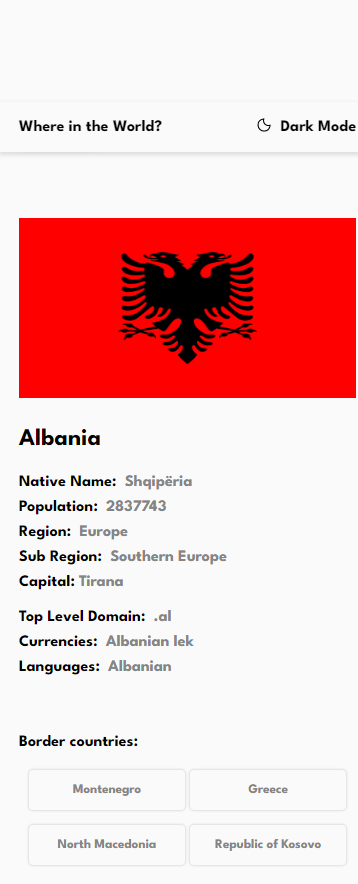 Where in the World? Dark Mode
Albania
Native Name: Shqipëria
Population: 2837743
Region: Europe
Sub Region: Southern Europe
Capital: Tirana
Top Level Domain: .al
Currencies: Albanian lek
Languages: Albanian
Border countries:
Montenegro Greece
North Macedonia Republic of Kosovo